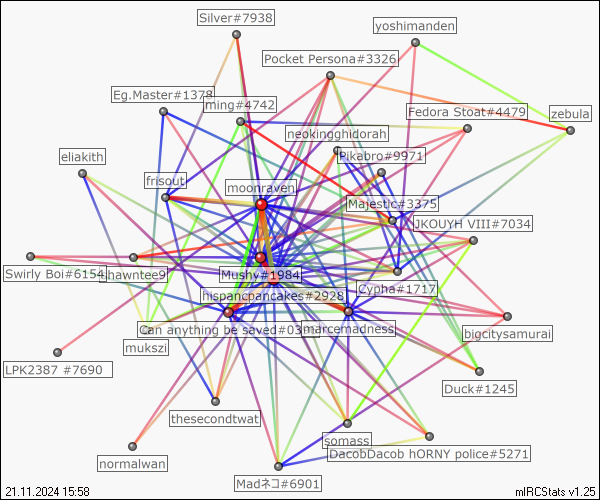 Silver#7938
yoshimanden
Pocket Persona#3326
Eg.Master#1378
ming#4742
Fedora Stoat#4479
zebula
neokingghidorah
eliakith
Pikabro#9971
frisout
moonraven
Majestic#3375
JKOUYH VIII#7034
Swirly Boi#6154
hawntee9
Mushy#1984
Cypha#1717
hispancpancakes#2928
Can anything be saved#03
marcemadness
bigcitysamurai
mukszi
LPK2387 #7690
Duck#1245
thesecondtwat
somass
DacobDacob hORNY police#5271
normalwan
Madネコ#6901
21.11.2024 15:58
mIRCStats v1.25